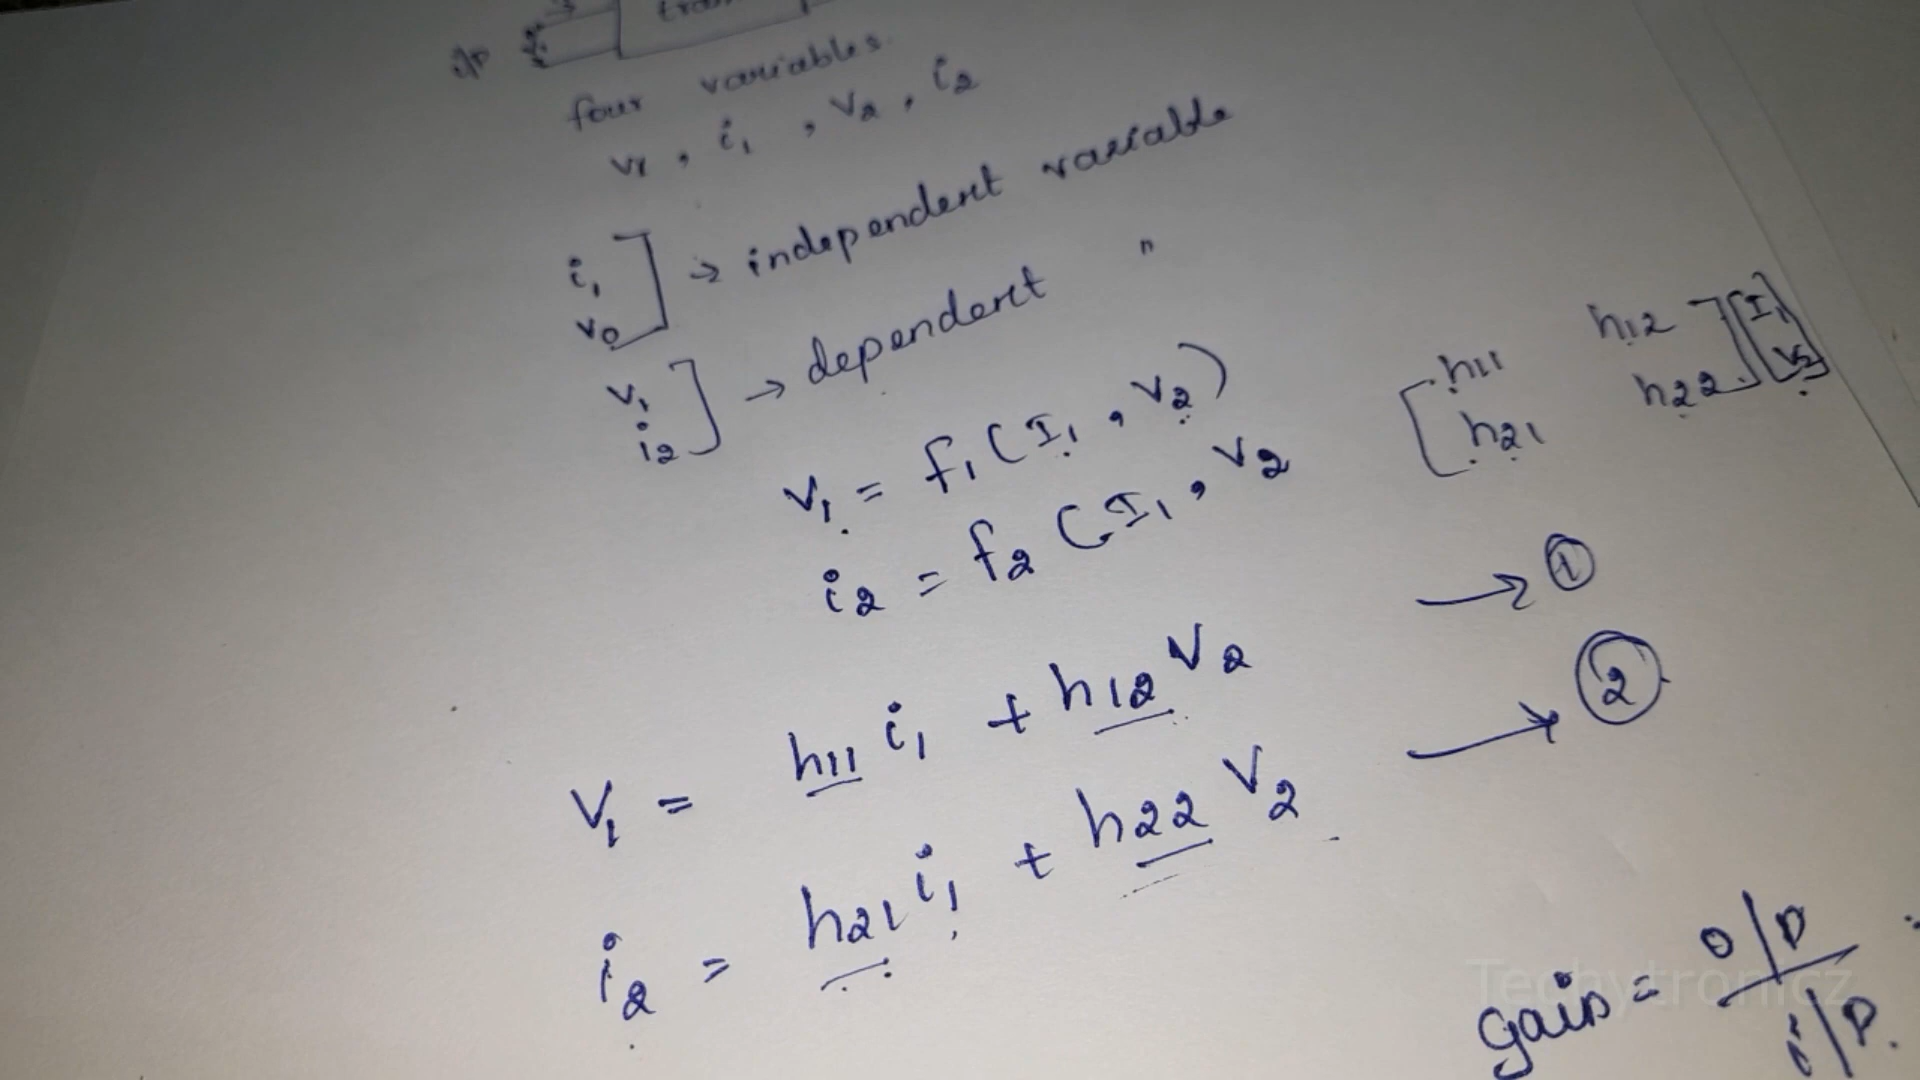 i/p
four variables
v1 , i1 , v2 , i2
i1
v0 ] → independent variable
v1
i2 ] → dependent "
v1 = f1 ( I1 , v2 )
i2 = f2 ( I1 , v2
[ h11 h12
h21 h22 ] [ I1
v2 ]
V1 = h11 i1 + h12 V2 → ①
i2 = h21 i1 + h22 V2 → ②
gain = o/p
i/p.
Techytronicz